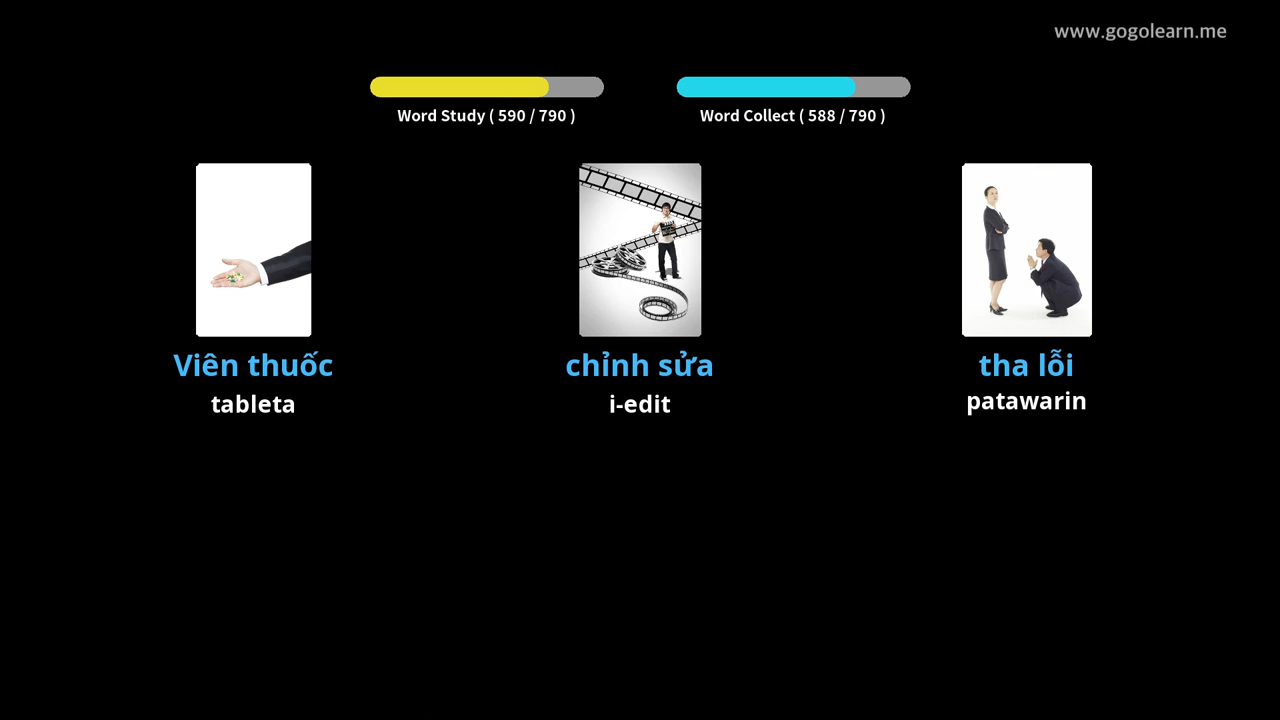 www.gogolearn.me
Word Study ( 590 / 790 )
Word Collect ( 588 / 790 )
Viên thuốc
tableta
chỉnh sửa
i-edit
tha lỗi
patawarin